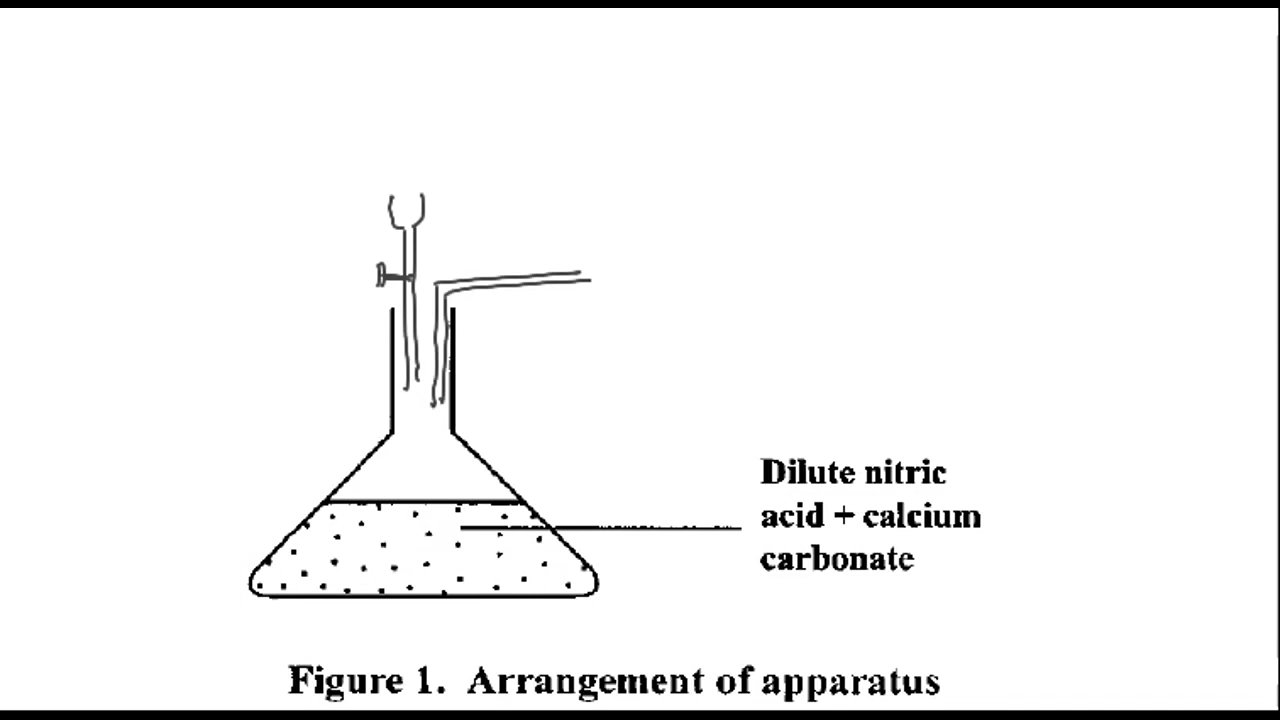 Dilute nitric
acid + calcium
carbonate
Figure 1. Arrangement of apparatus